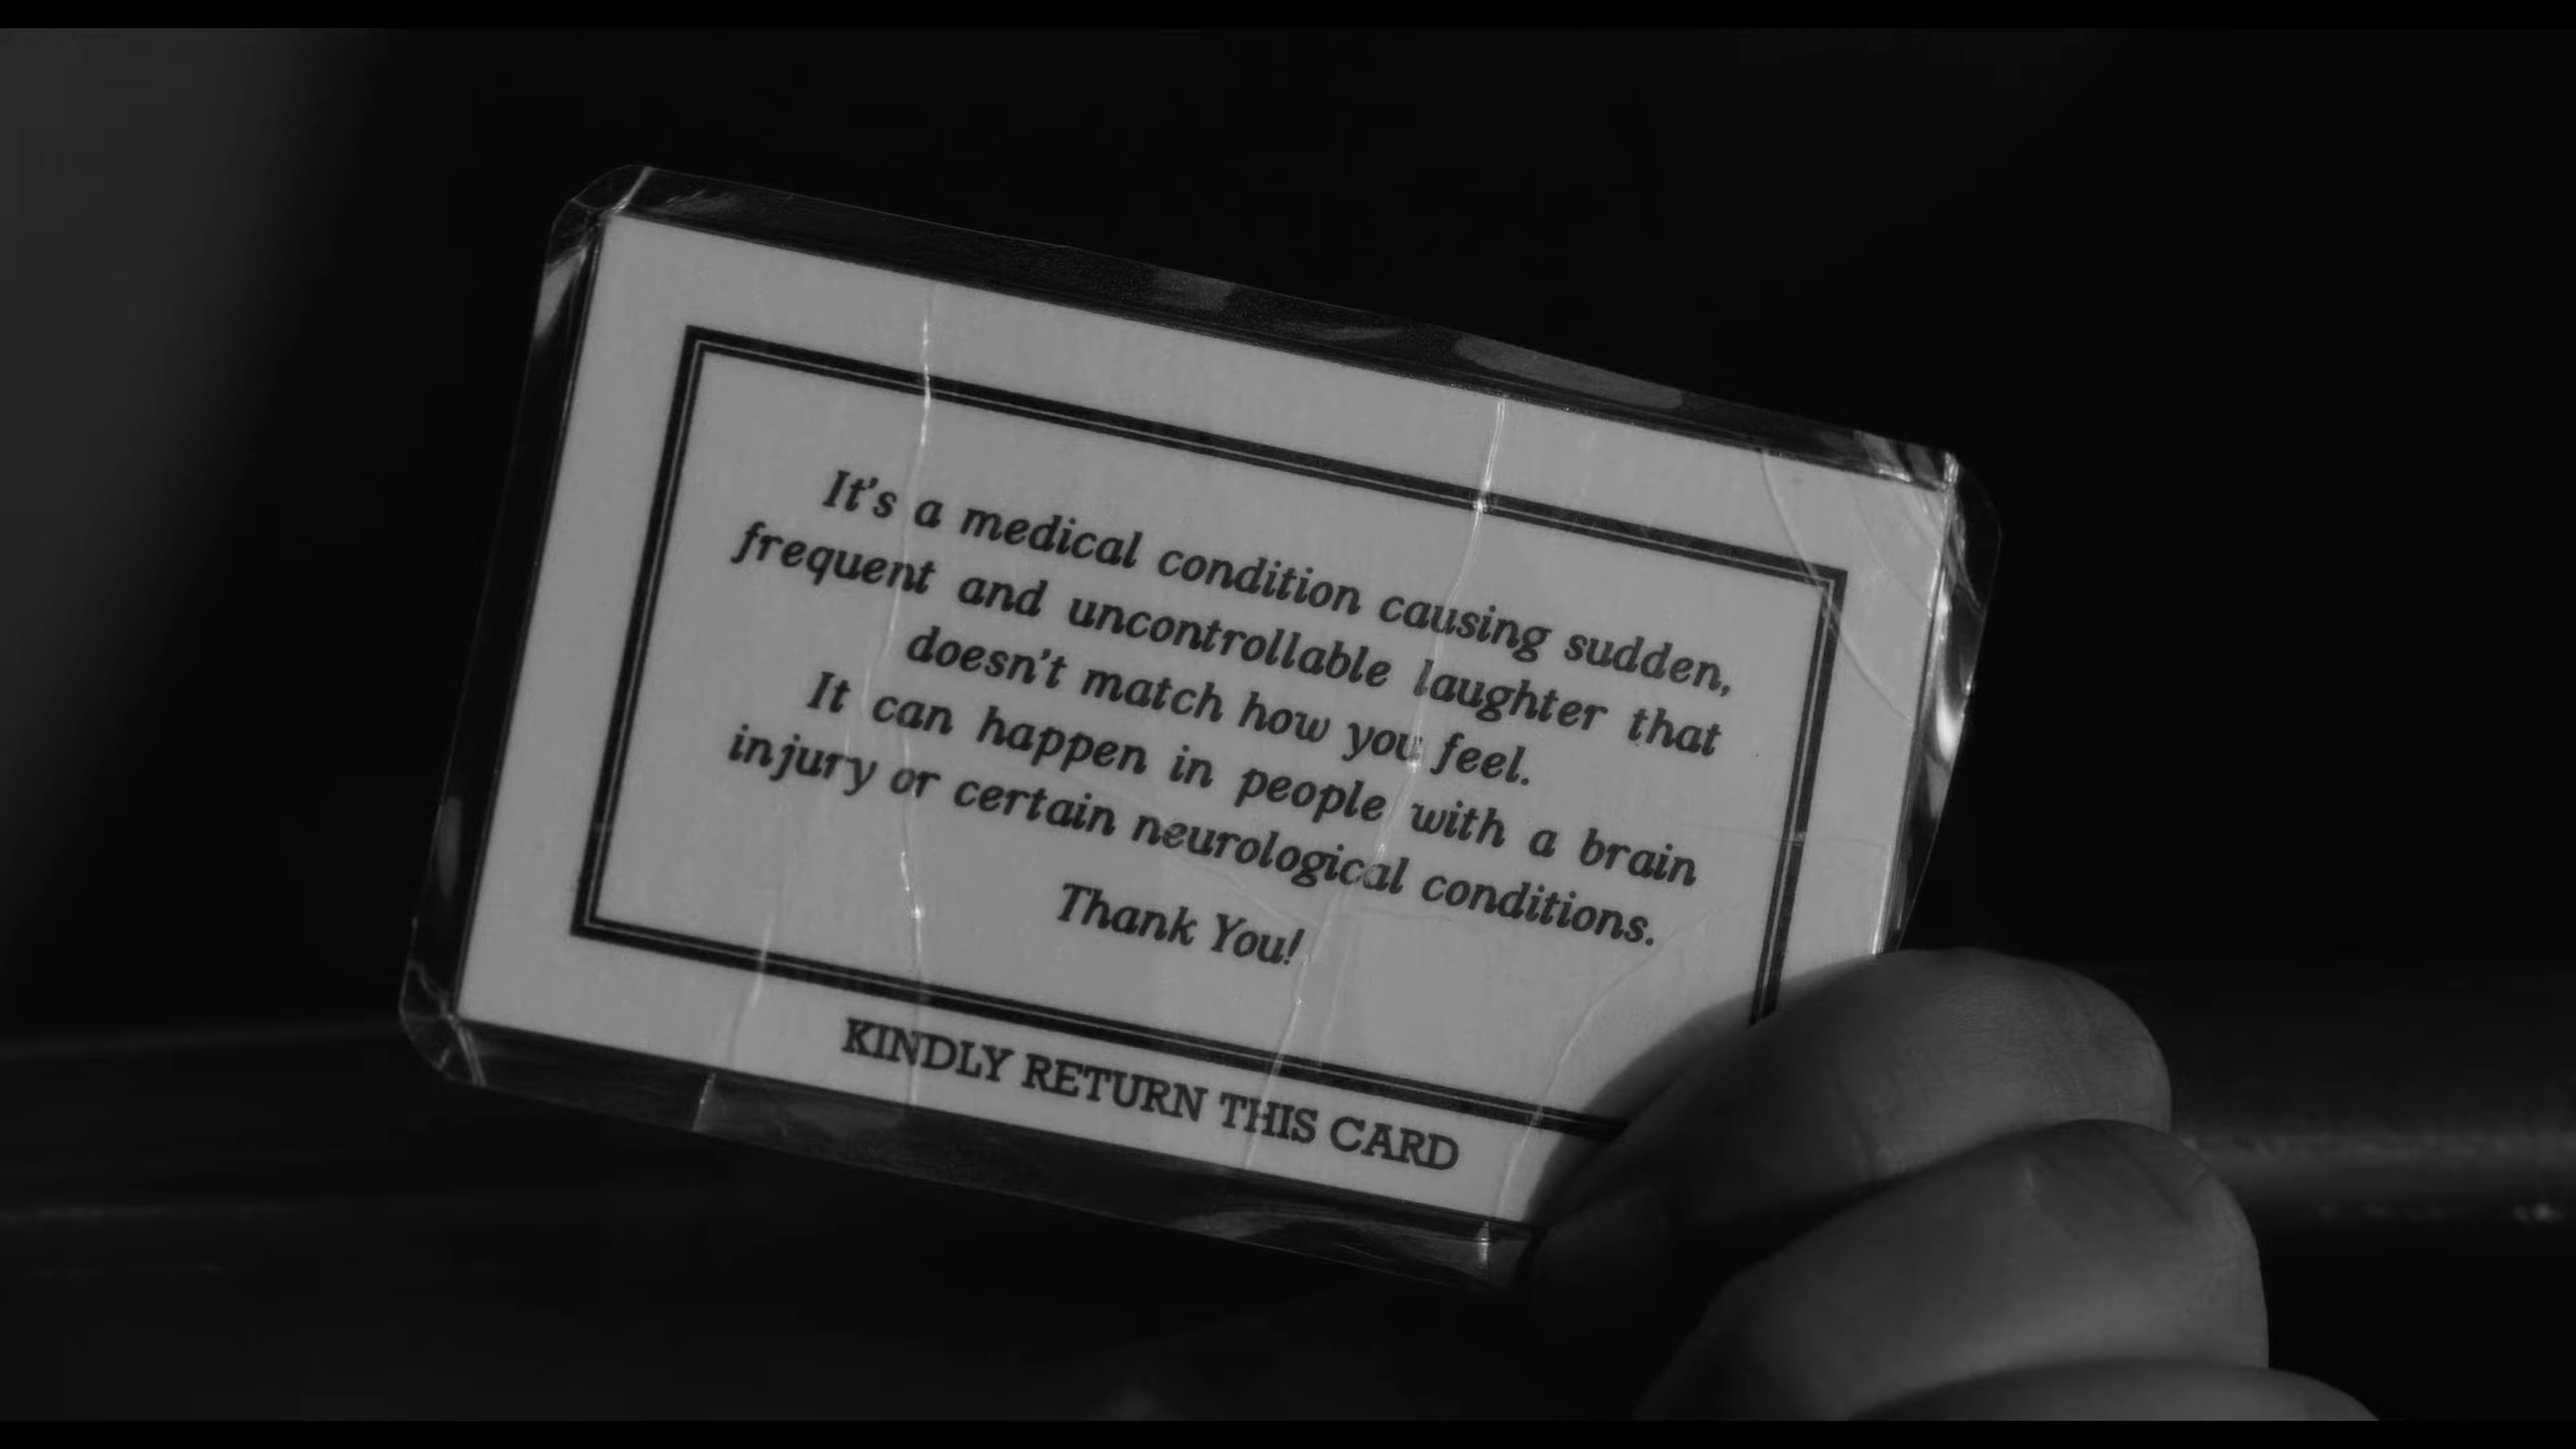 It's a medical condition causing sudden,
frequent and uncontrollable laughter that
doesn't match how you feel.
It can happen in people with a brain
injury or certain neurological conditions.
Thank You!
KINDLY RETURN THIS CARD